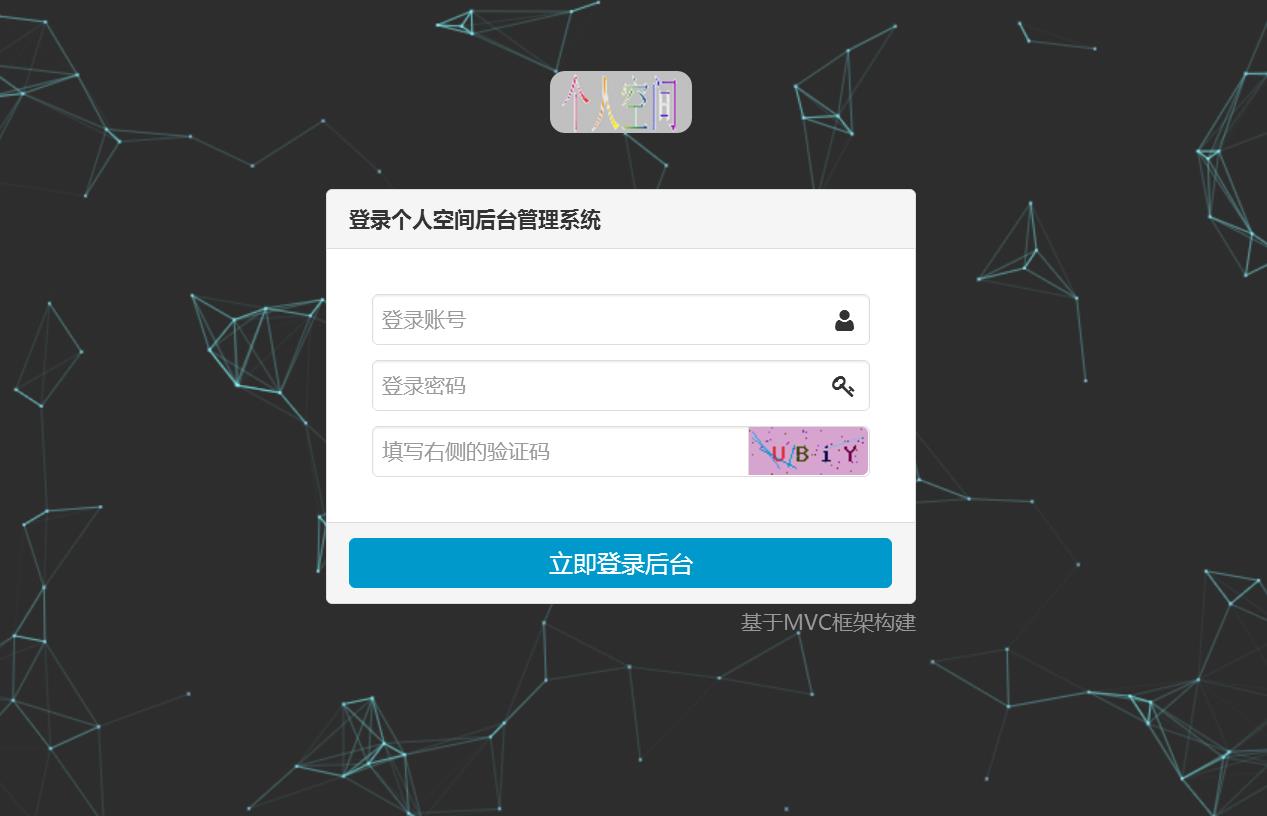 个人空间
登录个人空间后台管理系统
登录账号
登录密码
填写右侧的验证码
UBiY
立即登录后台
基于MVC框架构建